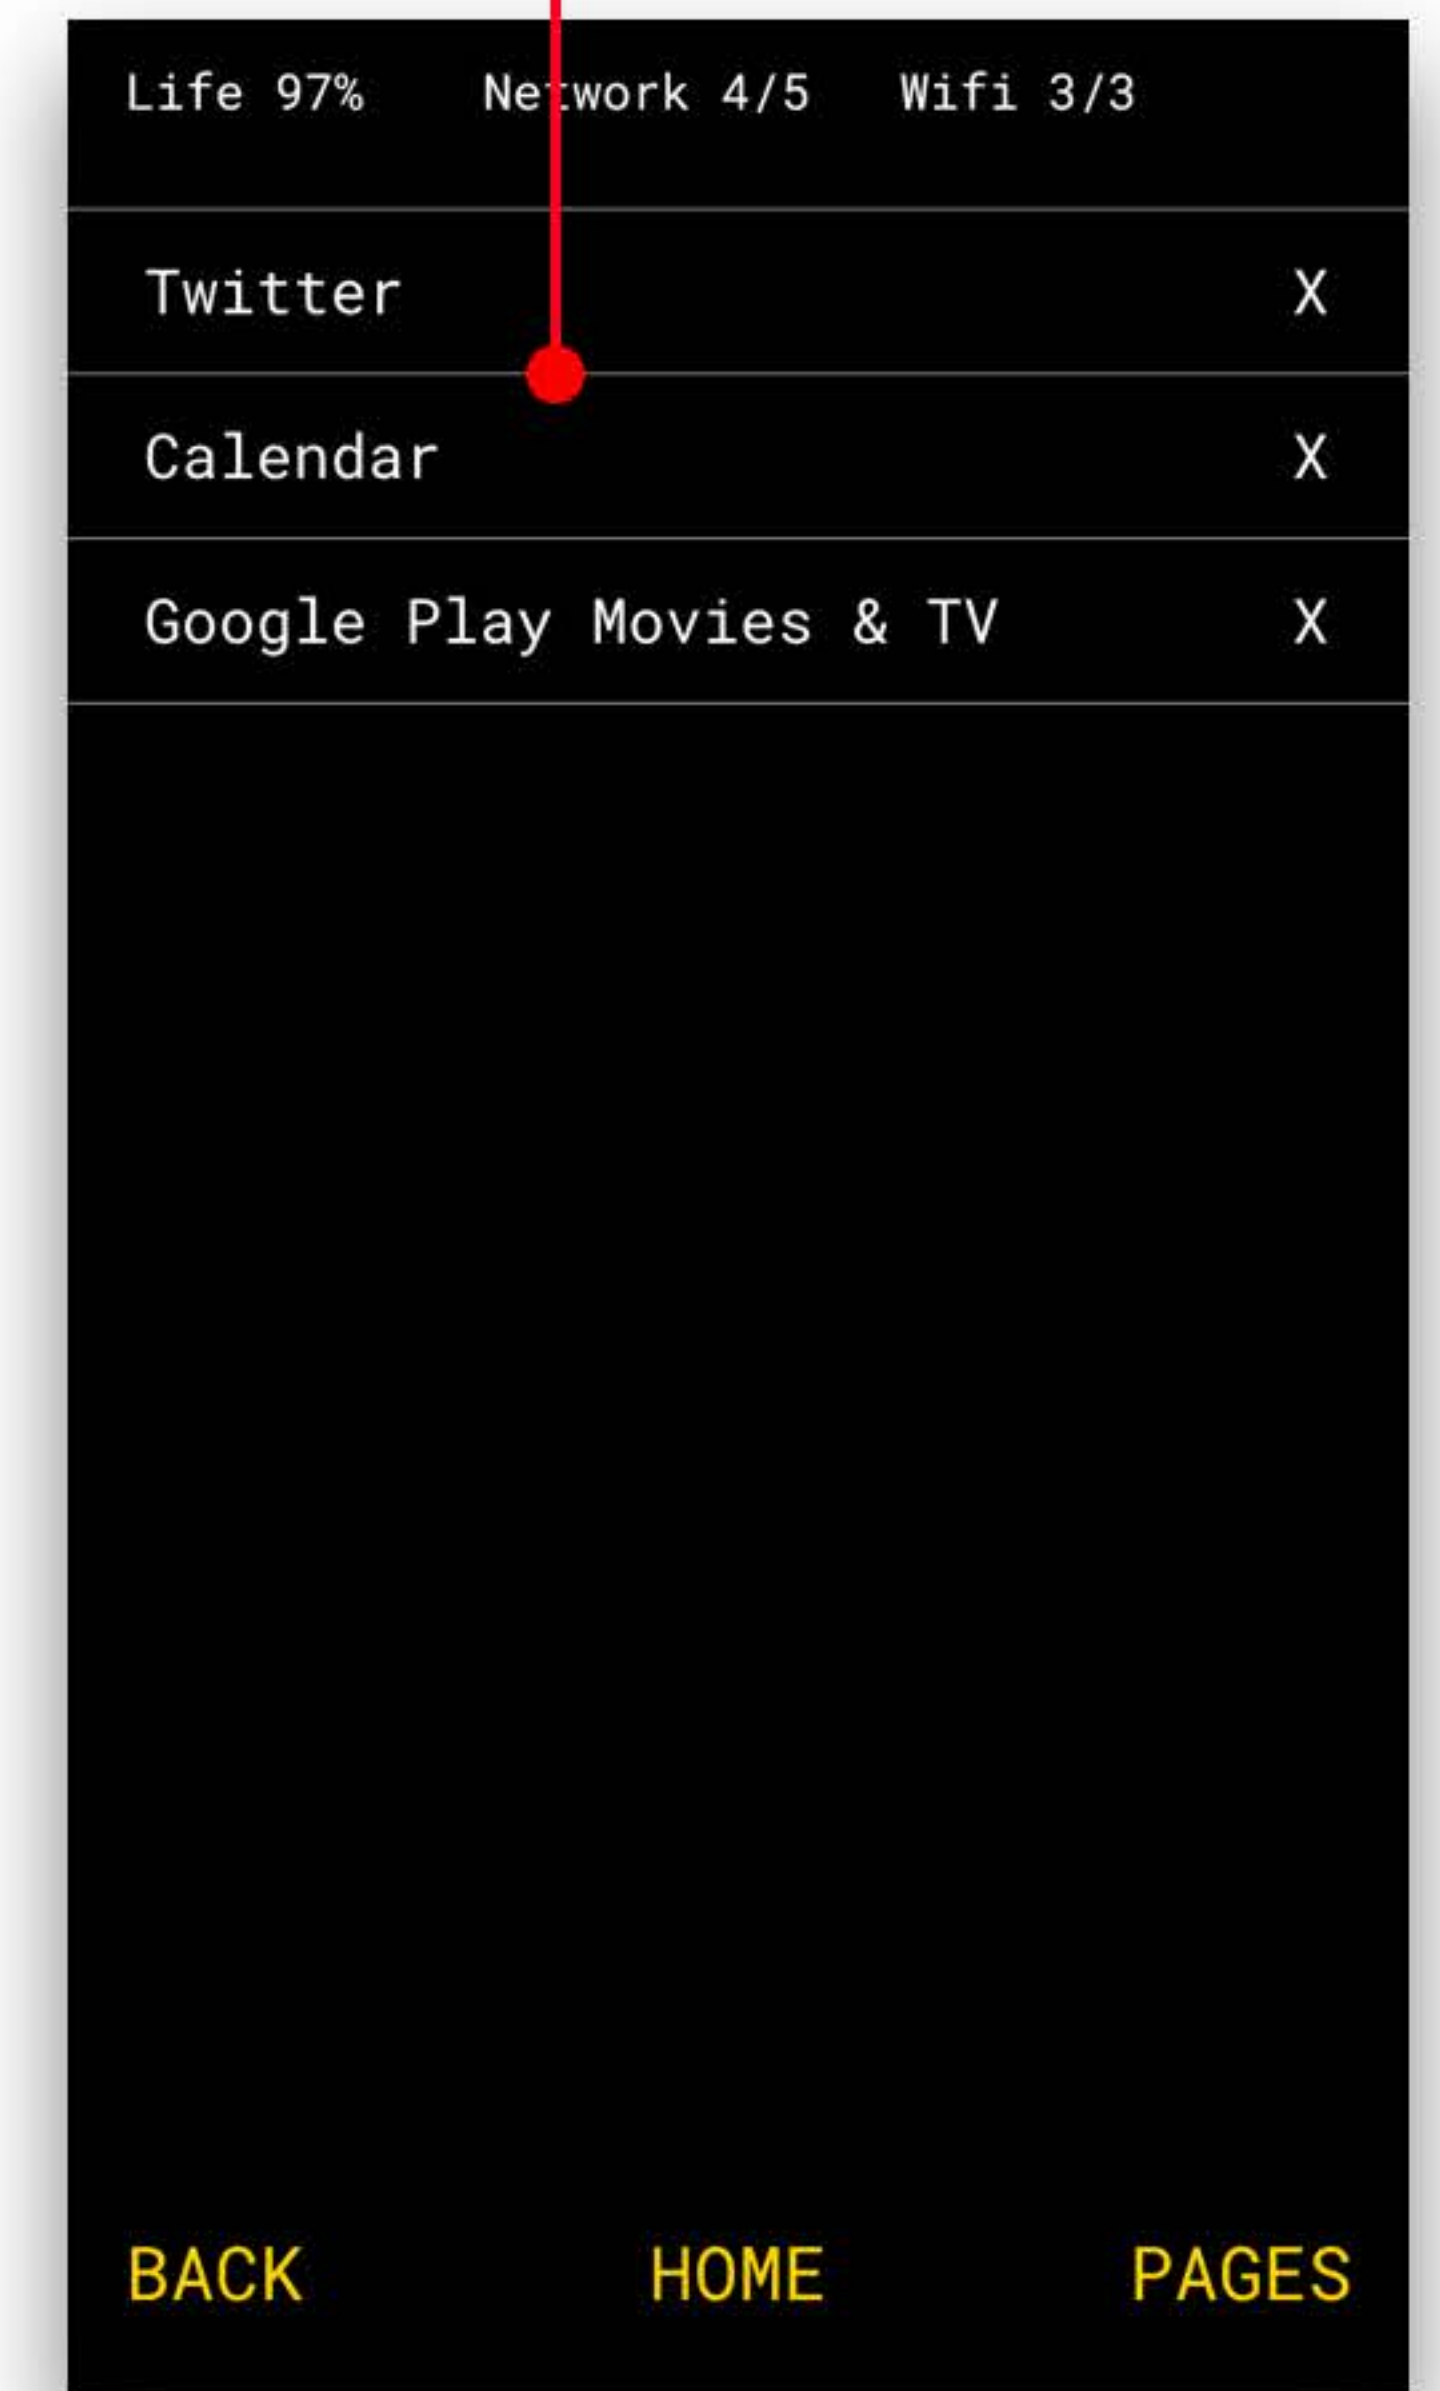 Life 97% Network 4/5 Wifi 3/3
Twitter X
Calendar X
Google Play Movies & TV X
BACK HOME PAGES